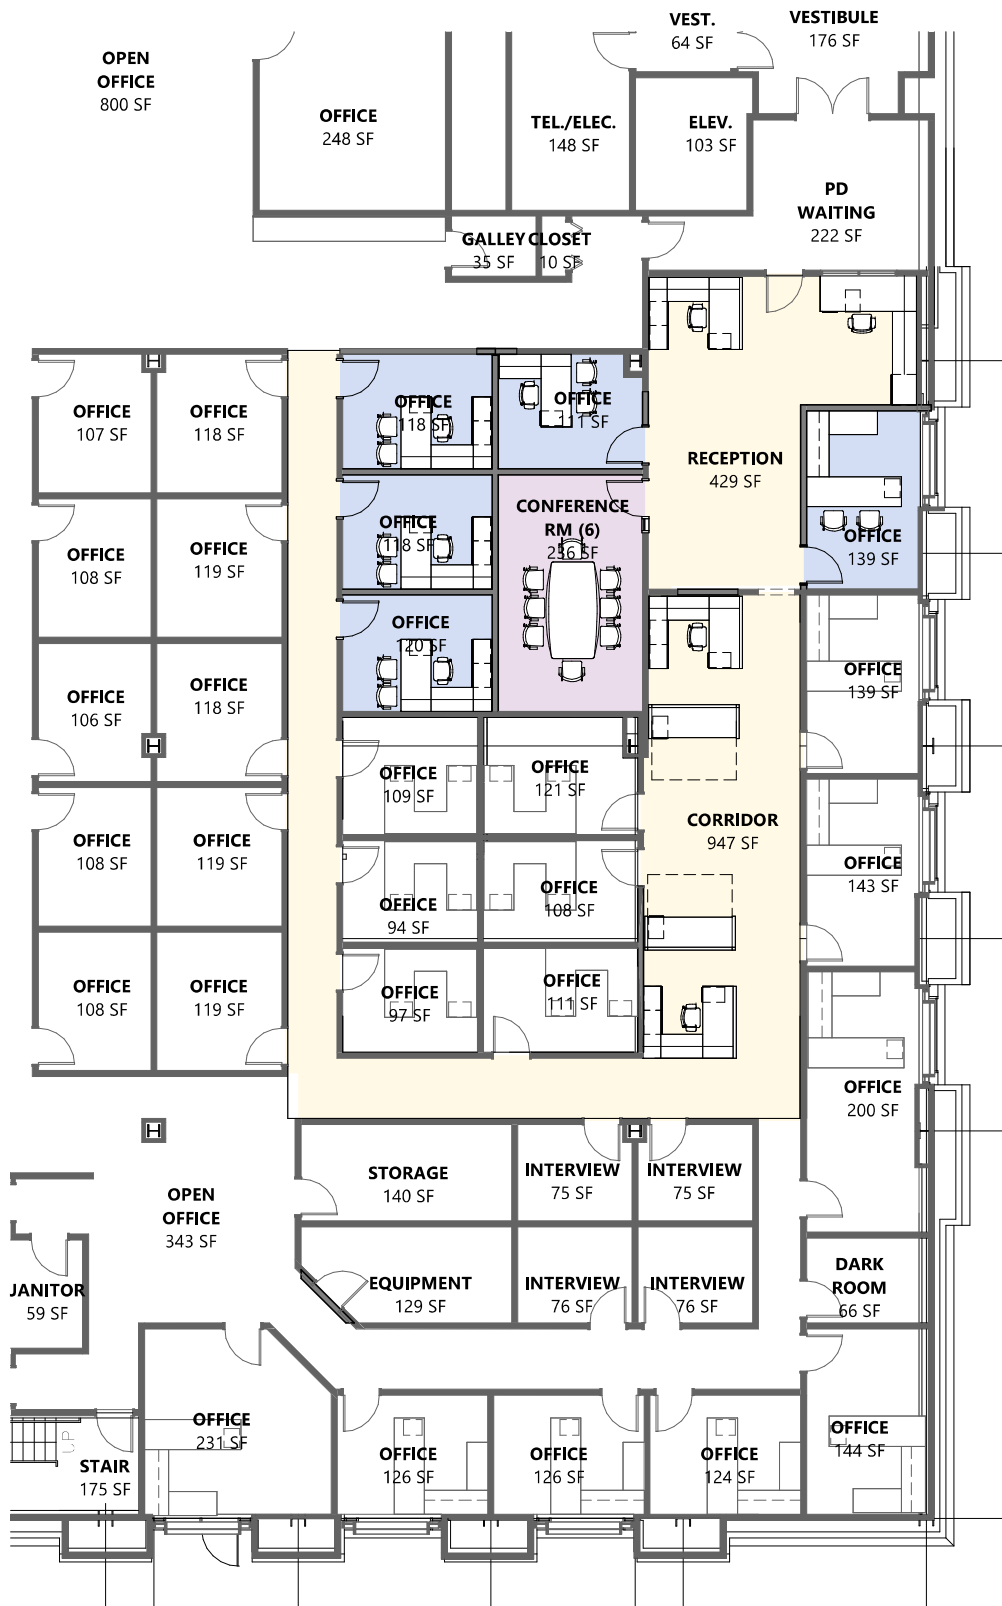 VEST.
64 SF
VESTIBULE
176 SF
OPEN
OFFICE
800 SF
OFFICE
248 SF
TEL./ELEC.
148 SF
ELEV.
103 SF
PD
WAITING
222 SF
GALLEY
35 SF
CLOSET
10 SF
OFFICE
107 SF
OFFICE
118 SF
OFFICE
118 SF
OFFICE
111 SF
RECEPTION
429 SF
OFFICE
108 SF
OFFICE
119 SF
OFFICE
118 SF
CONFERENCE
RM (6)
236 SF
OFFICE
139 SF
OFFICE
106 SF
OFFICE
118 SF
OFFICE
120 SF
OFFICE
139 SF
OFFICE
109 SF
OFFICE
121 SF
OFFICE
108 SF
OFFICE
119 SF
CORRIDOR
947 SF
OFFICE
143 SF
OFFICE
94 SF
OFFICE
108 SF
OFFICE
108 SF
OFFICE
119 SF
OFFICE
97 SF
OFFICE
111 SF
OFFICE
200 SF
OPEN
OFFICE
343 SF
STORAGE
140 SF
INTERVIEW
75 SF
INTERVIEW
75 SF
JANITOR
59 SF
EQUIPMENT
129 SF
INTERVIEW
76 SF
INTERVIEW
76 SF
DARK
ROOM
66 SF
UP
STAIR
175 SF
OFFICE
231 SF
OFFICE
126 SF
OFFICE
126 SF
OFFICE
124 SF
OFFICE
144 SF